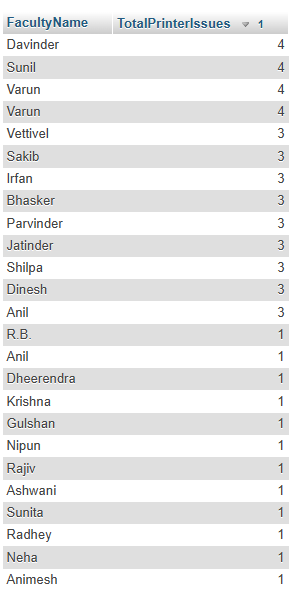 FacultyName TotalPrinterIssues 1
Davinder 4
Sunil 4
Varun 4
Varun 4
Vettivel 3
Sakib 3
Irfan 3
Bhasker 3
Parvinder 3
Jatinder 3
Shilpa 3
Dinesh 3
Anil 3
R.B. 1
Anil 1
Dheerendra 1
Krishna 1
Gulshan 1
Nipun 1
Rajiv 1
Ashwani 1
Sunita 1
Radhey 1
Neha 1
Animesh 1